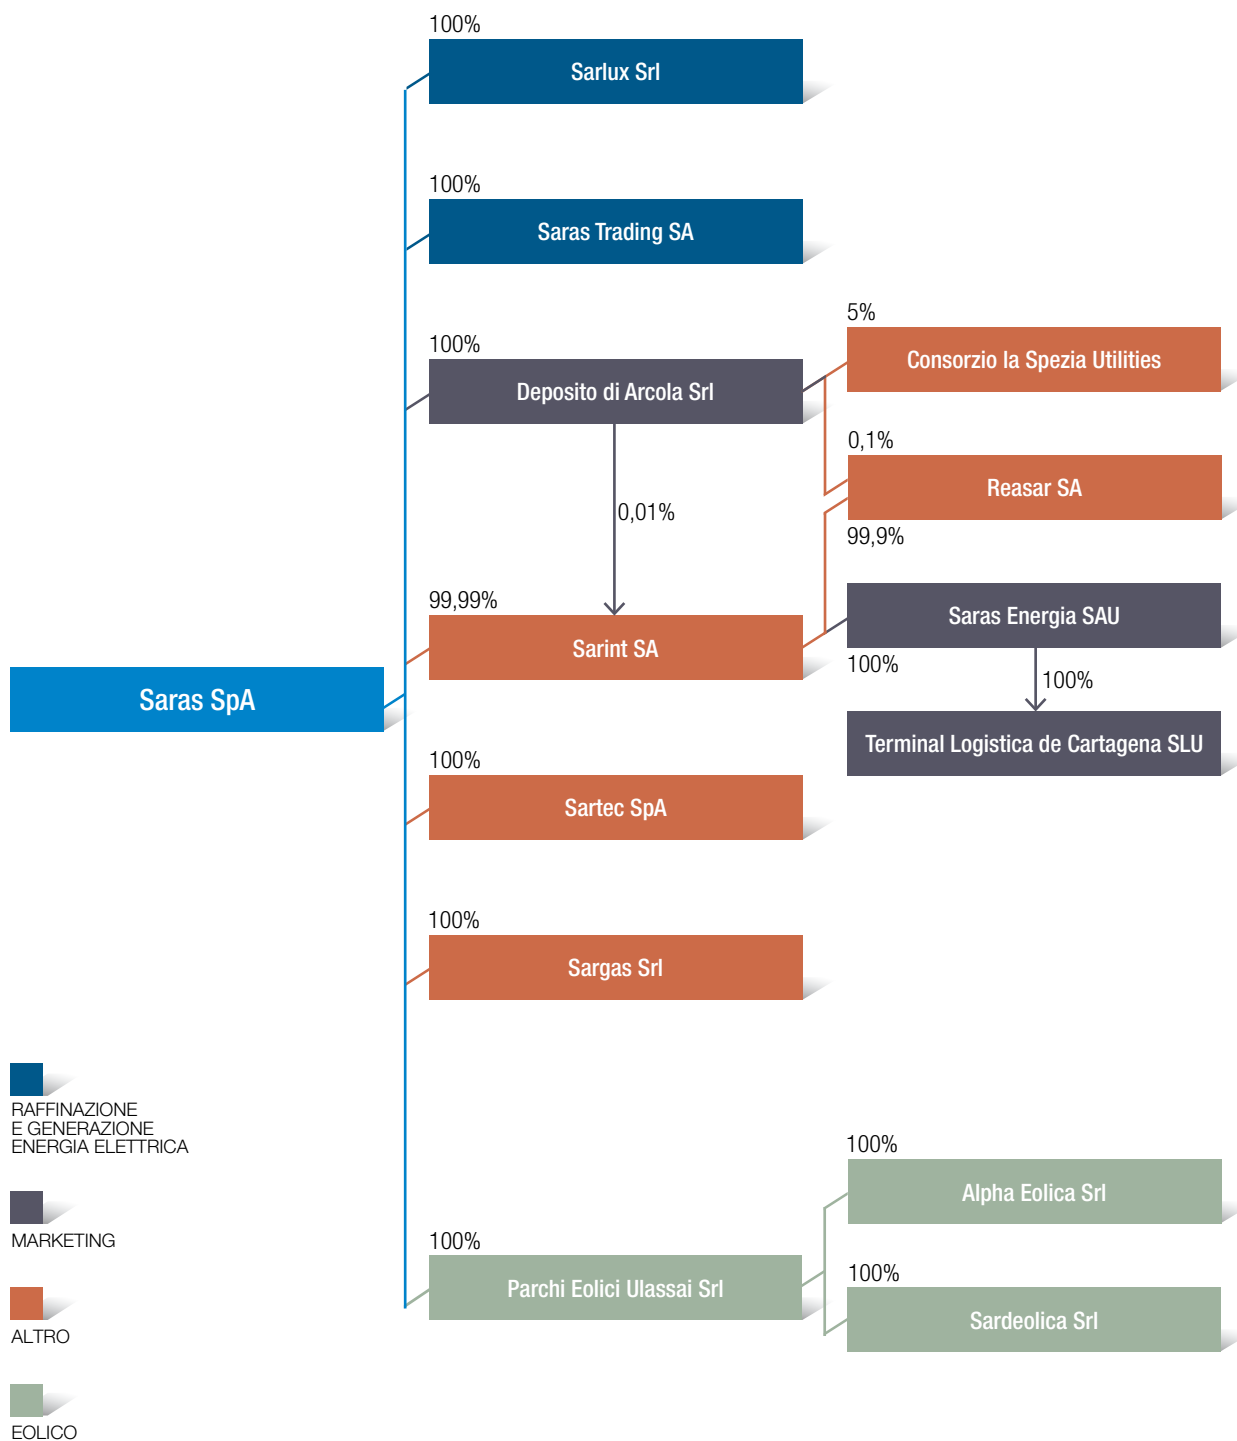 100%
Sarlux Srl
100%
Saras Trading SA
5%
Consorzio la Spezia Utilities
100%
Deposito di Arcola Srl
0,1%
Reasar SA
0,01%
99,9%
99,99%
Sarint SA
Saras Energia SAU
100%
100%
Saras SpA
Terminal Logistica de Cartagena SLU
100%
Sartec SpA
100%
Sargas Srl
RAFFINAZIONE
E GENERAZIONE
ENERGIA ELETTRICA
100%
Alpha Eolica Srl
MARKETING
100%
Parchi Eolici Ulassai Srl
100%
Sardeolica Srl
ALTRO
EOLICO